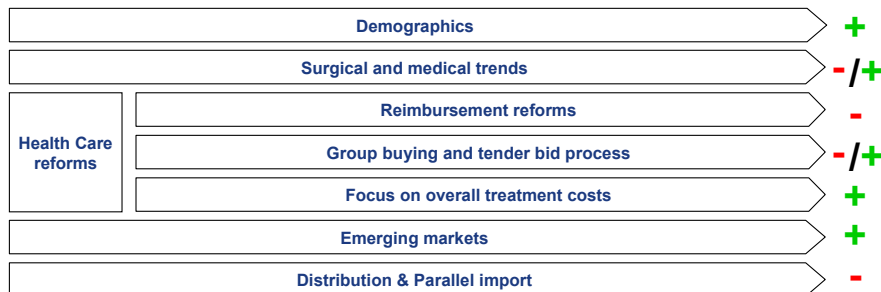 Demographics +
Surgical and medical trends -/+
Health Care
reforms
Reimbursement reforms -
Group buying and tender bid process -/+
Focus on overall treatment costs +
Emerging markets +
Distribution & Parallel import -